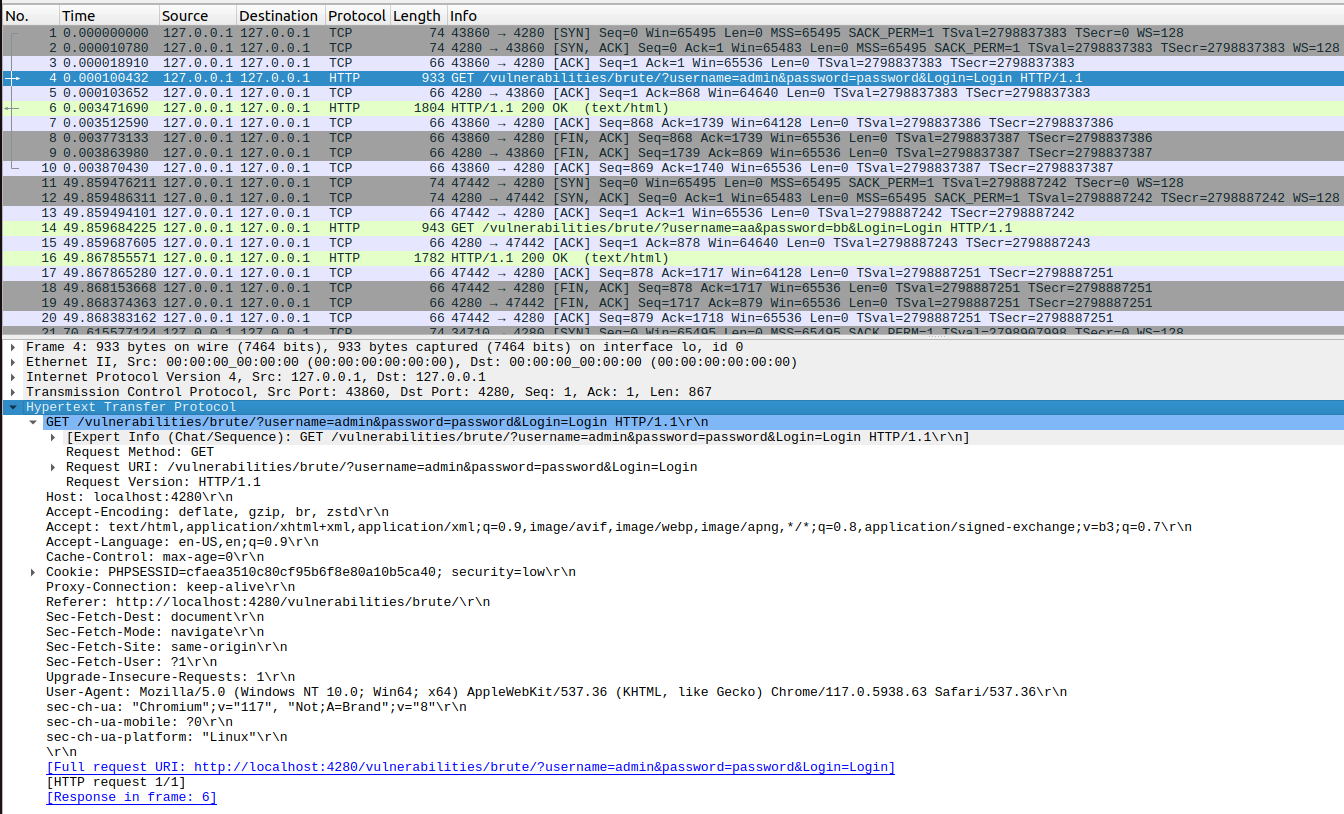 No. Time Source Destination Protocol Length Info
1 0.000000000 127.0.0.1 127.0.0.1 TCP 74 43860 → 4280 [SYN] Seq=0 Win=65495 Len=0 MSS=65495 SACK_PERM=1 TSval=2798837383 TSecr=0 WS=128
2 0.000010780 127.0.0.1 127.0.0.1 TCP 74 4280 → 43860 [SYN, ACK] Seq=0 Ack=1 Win=65483 Len=0 MSS=65495 SACK_PERM=1 TSval=2798837383 TSecr=2798837383 WS=128
3 0.000018910 127.0.0.1 127.0.0.1 TCP 66 43860 → 4280 [ACK] Seq=1 Ack=1 Win=65536 Len=0 TSval=2798837383 TSecr=2798837383
4 0.000100432 127.0.0.1 127.0.0.1 HTTP 933 GET /vulnerabilities/brute/?username=admin&password=password&Login=Login HTTP/1.1
5 0.000103652 127.0.0.1 127.0.0.1 TCP 66 4280 → 43860 [ACK] Seq=1 Ack=868 Win=64640 Len=0 TSval=2798837383 TSecr=2798837383
6 0.003471690 127.0.0.1 127.0.0.1 HTTP 1804 HTTP/1.1 200 OK (text/html)
7 0.003512590 127.0.0.1 127.0.0.1 TCP 66 43860 → 4280 [ACK] Seq=868 Ack=1739 Win=64128 Len=0 TSval=2798837386 TSecr=2798837386
8 0.003773133 127.0.0.1 127.0.0.1 TCP 66 43860 → 4280 [FIN, ACK] Seq=868 Ack=1739 Win=65536 Len=0 TSval=2798837387 TSecr=2798837386
9 0.003863980 127.0.0.1 127.0.0.1 TCP 66 4280 → 43860 [FIN, ACK] Seq=1739 Ack=869 Win=65536 Len=0 TSval=2798837387 TSecr=2798837387
10 0.003870430 127.0.0.1 127.0.0.1 TCP 66 43860 → 4280 [ACK] Seq=869 Ack=1740 Win=65536 Len=0 TSval=2798837387 TSecr=2798837387
11 49.859476211 127.0.0.1 127.0.0.1 TCP 74 47442 → 4280 [SYN] Seq=0 Win=65495 Len=0 MSS=65495 SACK_PERM=1 TSval=2798887242 TSecr=0 WS=128
12 49.859486311 127.0.0.1 127.0.0.1 TCP 74 4280 → 47442 [SYN, ACK] Seq=0 Ack=1 Win=65483 Len=0 MSS=65495 SACK_PERM=1 TSval=2798887242 TSecr=2798887242 WS=128
13 49.859494101 127.0.0.1 127.0.0.1 TCP 66 47442 → 4280 [ACK] Seq=1 Ack=1 Win=65536 Len=0 TSval=2798887242 TSecr=2798887242
14 49.859684225 127.0.0.1 127.0.0.1 HTTP 943 GET /vulnerabilities/brute/?username=aa&password=bb&Login=Login HTTP/1.1
15 49.859687605 127.0.0.1 127.0.0.1 TCP 66 4280 → 47442 [ACK] Seq=1 Ack=878 Win=64640 Len=0 TSval=2798887243 TSecr=2798887243
16 49.867855571 127.0.0.1 127.0.0.1 HTTP 1782 HTTP/1.1 200 OK (text/html)
17 49.867865280 127.0.0.1 127.0.0.1 TCP 66 47442 → 4280 [ACK] Seq=878 Ack=1717 Win=64128 Len=0 TSval=2798887251 TSecr=2798887251
18 49.868153668 127.0.0.1 127.0.0.1 TCP 66 47442 → 4280 [FIN, ACK] Seq=878 Ack=1717 Win=65536 Len=0 TSval=2798887251 TSecr=2798887251
19 49.868374363 127.0.0.1 127.0.0.1 TCP 66 4280 → 47442 [FIN, ACK] Seq=1717 Ack=879 Win=65536 Len=0 TSval=2798887251 TSecr=2798887251
20 49.868383162 127.0.0.1 127.0.0.1 TCP 66 47442 → 4280 [ACK] Seq=879 Ack=1718 Win=65536 Len=0 TSval=2798887251 TSecr=2798887251
21 70.615577124 127.0.0.1 127.0.0.1 TCP 74 34710 → 4280 [SYN] Seq=0 Win=65495 Len=0 MSS=65495 SACK_PERM=1 TSval=2798907998 TSecr=0 WS=128
Frame 4: 933 bytes on wire (7464 bits), 933 bytes captured (7464 bits) on interface lo, id 0
Ethernet II, Src: 00:00:00_00:00:00 (00:00:00:00:00:00), Dst: 00:00:00_00:00:00 (00:00:00:00:00:00)
Internet Protocol Version 4, Src: 127.0.0.1, Dst: 127.0.0.1
Transmission Control Protocol, Src Port: 43860, Dst Port: 4280, Seq: 1, Ack: 1, Len: 867
Hypertext Transfer Protocol
GET /vulnerabilities/brute/?username=admin&password=password&Login=Login HTTP/1.1\r\n
[Expert Info (Chat/Sequence): GET /vulnerabilities/brute/?username=admin&password=password&Login=Login HTTP/1.1\r\n]
Request Method: GET
Request URI: /vulnerabilities/brute/?username=admin&password=password&Login=Login
Request Version: HTTP/1.1
Host: localhost:4280\r\n
Accept-Encoding: deflate, gzip, br, zstd\r\n
Accept: text/html,application/xhtml+xml,application/xml;q=0.9,image/avif,image/webp,image/apng,*/*;q=0.8,application/signed-exchange;v=b3;q=0.7\r\n
Accept-Language: en-US,en;q=0.9\r\n
Cache-Control: max-age=0\r\n
Cookie: PHPSESSID=cfaea3510c80cf95b6f8e80a10b5ca40; security=low\r\n
Proxy-Connection: keep-alive\r\n
Referer: http://localhost:4280/vulnerabilities/brute/\r\n
Sec-Fetch-Dest: document\r\n
Sec-Fetch-Mode: navigate\r\n
Sec-Fetch-Site: same-origin\r\n
Sec-Fetch-User: ?1\r\n
Upgrade-Insecure-Requests: 1\r\n
User-Agent: Mozilla/5.0 (Windows NT 10.0; Win64; x64) AppleWebKit/537.36 (KHTML, like Gecko) Chrome/117.0.5938.63 Safari/537.36\r\n
sec-ch-ua: "Chromium";v="117", "Not;A=Brand";v="8"\r\n
sec-ch-ua-mobile: ?0\r\n
sec-ch-ua-platform: "Linux"\r\n
\r\n
[Full request URI: http://localhost:4280/vulnerabilities/brute/?username=admin&password=password&Login=Login]
[HTTP request 1/1]
[Response in frame: 6]